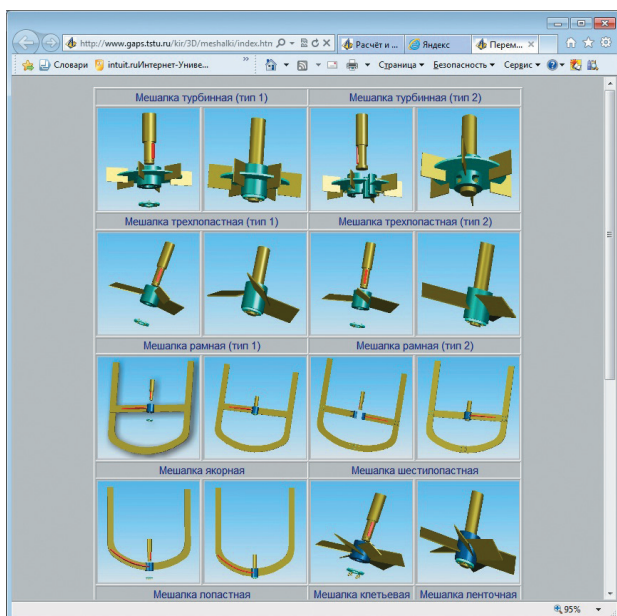 http://www.gaps.tstu.ru/kir/3D/meshalki/index.htm
Расчёт и ...
Яндекс
Перем...
Словари
intuit.ruИнтернет-Униве...
Страница
Безопасность
Сервис
Мешалка турбинная (тип 1)
Мешалка турбинная (тип 2)
Мешалка трехлопастная (тип 1)
Мешалка трехлопастная (тип 2)
Мешалка рамная (тип 1)
Мешалка рамная (тип 2)
Мешалка якорная
Мешалка шестилопастная
Мешалка лопастная
Мешалка клетьевая
Мешалка ленточная
95%